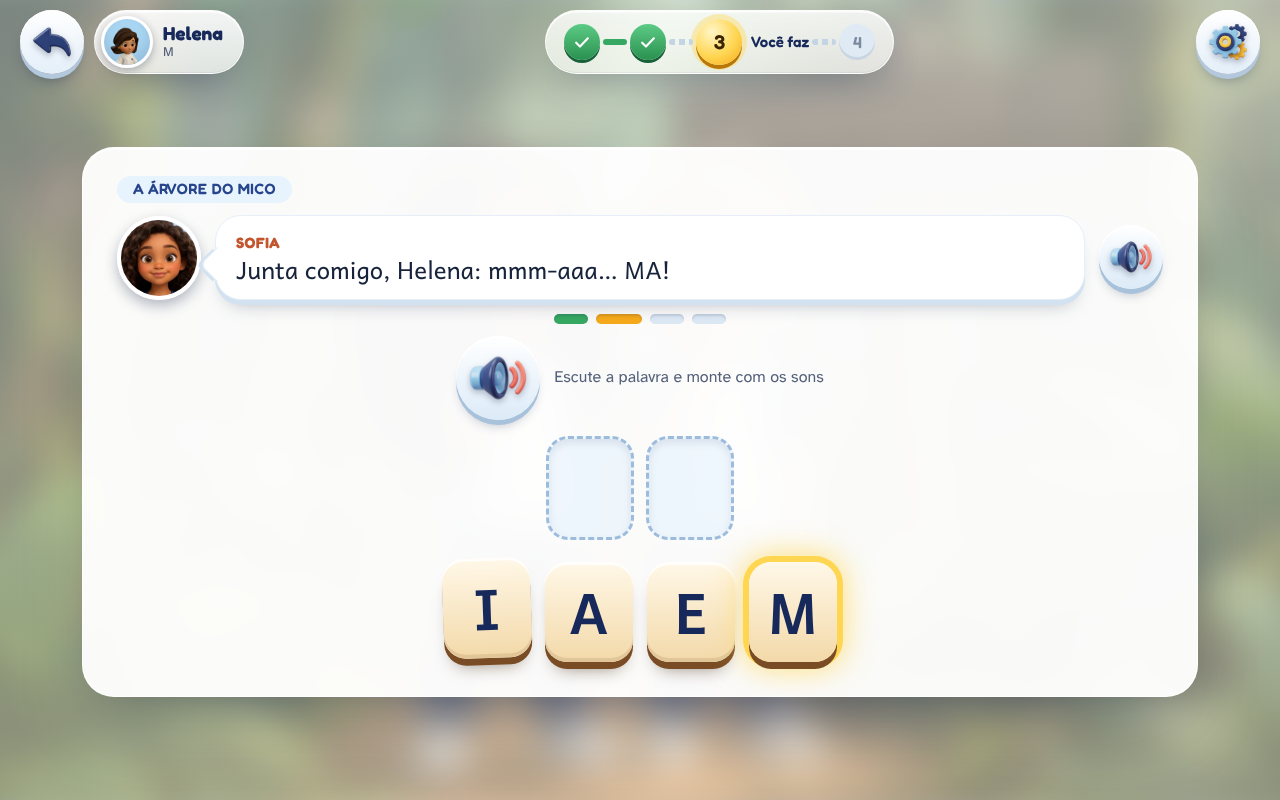 Helena
M
3
Você faz
4
A ÁRVORE DO MICO
SOFIA
Junta comigo, Helena: mmm-aaa... MA!
Escute a palavra e monte com os sons
I A E M